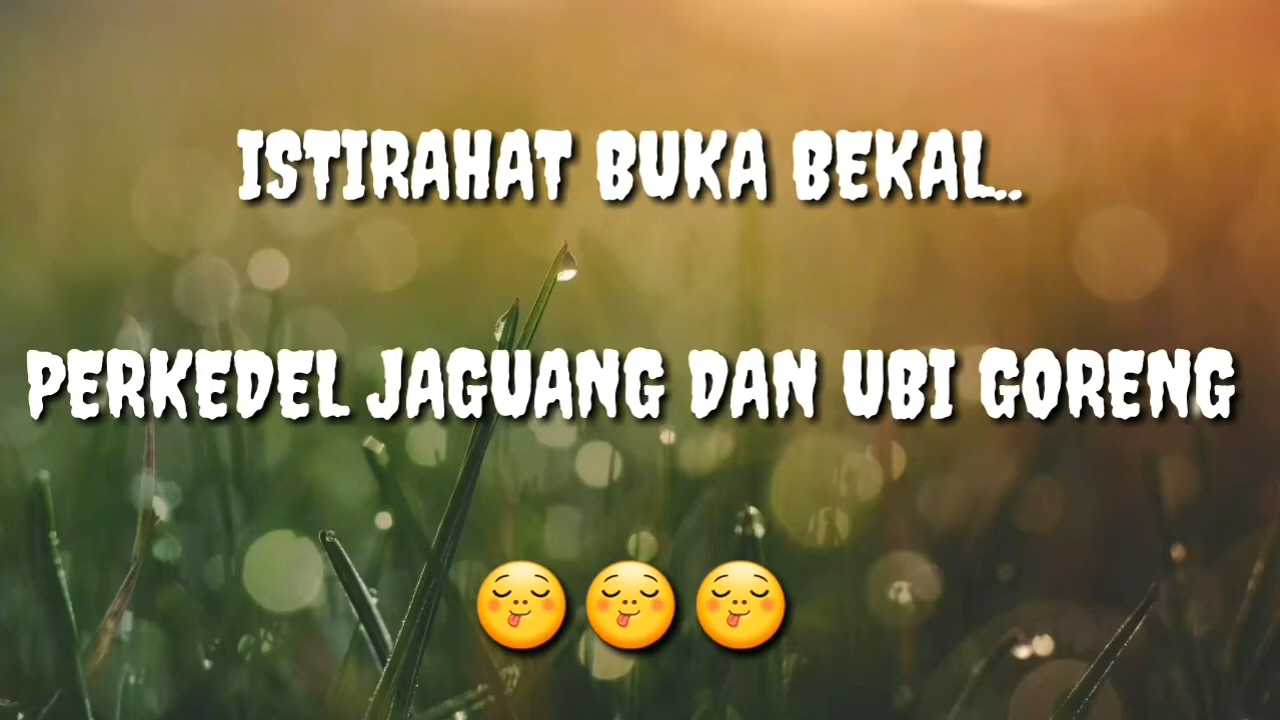 ISTIRAHAT BUKA BEKAL..
PERKEDEL JAGUANG DAN UBI GORENG
😋😋😋